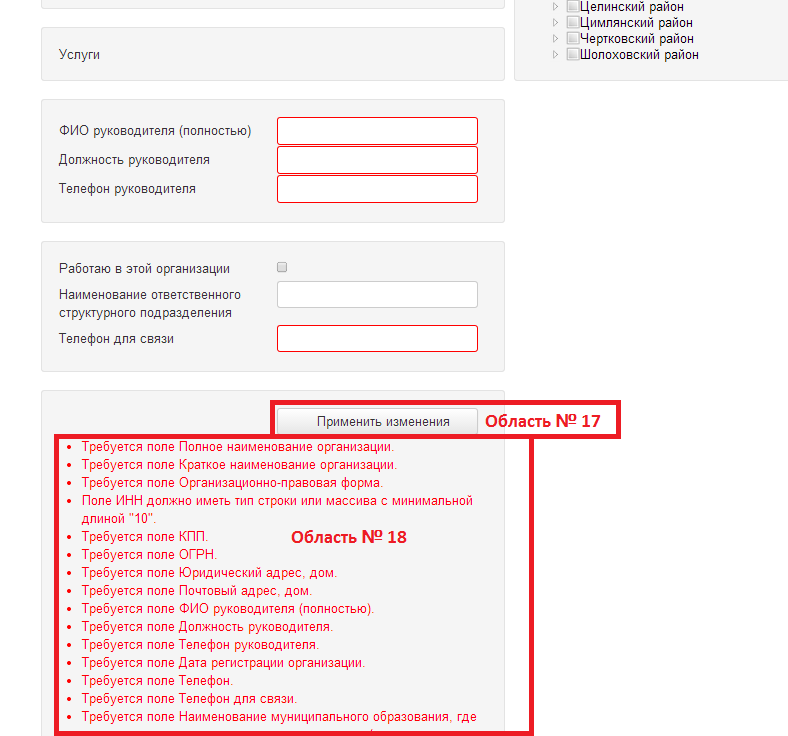 Целинский район
Цимлянский район
Чертковский район
Шолоховский район
Услуги
ФИО руководителя (полностью)
Должность руководителя
Телефон руководителя
Работаю в этой организации
Наименование ответственного
структурного подразделения
Телефон для связи
Применить изменения
Область № 17
Требуется поле Полное наименование организации.
Требуется поле Краткое наименование организации.
Требуется поле Организационно-правовая форма.
Поле ИНН должно иметь тип строки или массива с минимальной
длиной "10".
Требуется поле КПП.
Область № 18
Требуется поле ОГРН.
Требуется поле Юридический адрес, дом.
Требуется поле Почтовый адрес, дом.
Требуется поле ФИО руководителя (полностью).
Требуется поле Должность руководителя.
Требуется поле Телефон руководителя.
Требуется поле Дата регистрации организации.
Требуется поле Телефон.
Требуется поле Телефон для связи.
Требуется поле Наименование муниципального образования, где